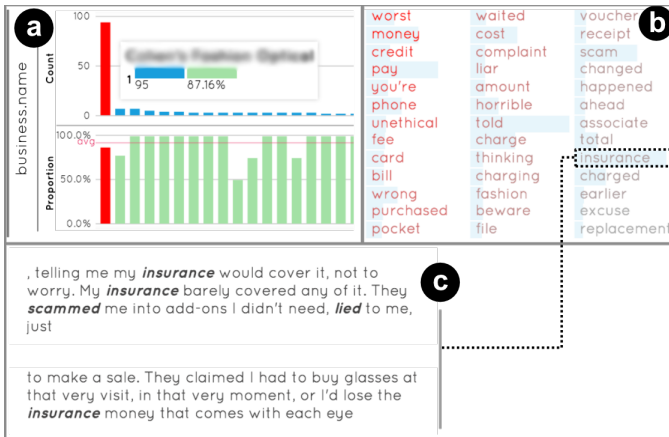 a
business.name
Count
100
50
0
1
95 87.16%
Proportion
100.0%
avg
50.0%
0.0%
b
worst waited voucher
money cost receipt
credit complaint scam
pay liar changed
you're amount happened
phone horrible ahead
unethical told associate
fee charge total
card thinking insurance
bill charging charged
wrong fashion earlier
purchased beware excuse
pocket file replacement
c
, telling me my insurance would cover it, not to
worry. My insurance barely covered any of it. They
scammed me into add-ons I didn't need, lied to me,
just
to make a sale. They claimed I had to buy glasses at
that very visit, in that very moment, or I'd lose the
insurance money that comes with each eye